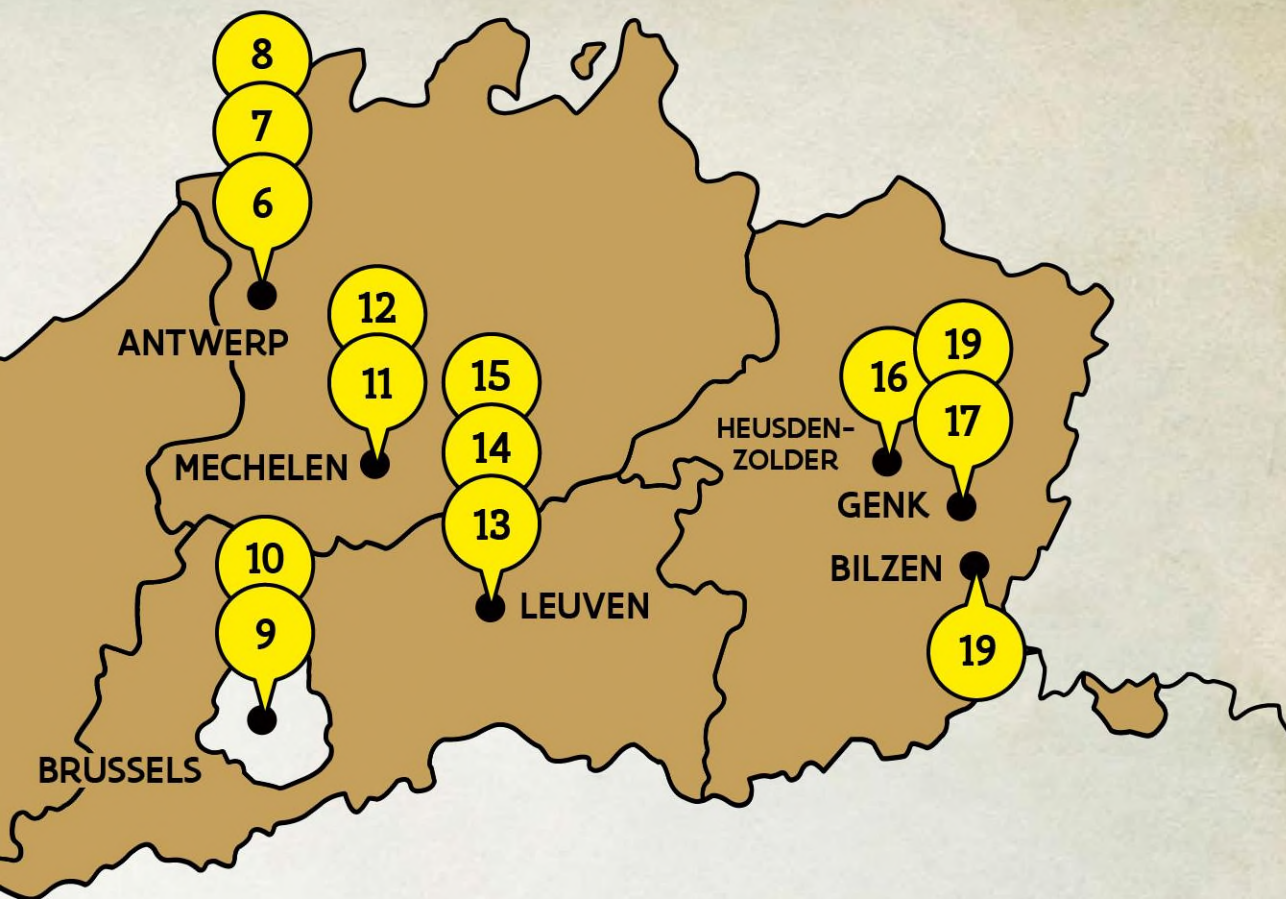 8
7
6
ANTWERP
12
11
MECHELEN
15
14
13
LEUVEN
10
9
BRUSSELS
16
HEUSDEN-
ZOLDER
19
17
GENK
BILZEN
19